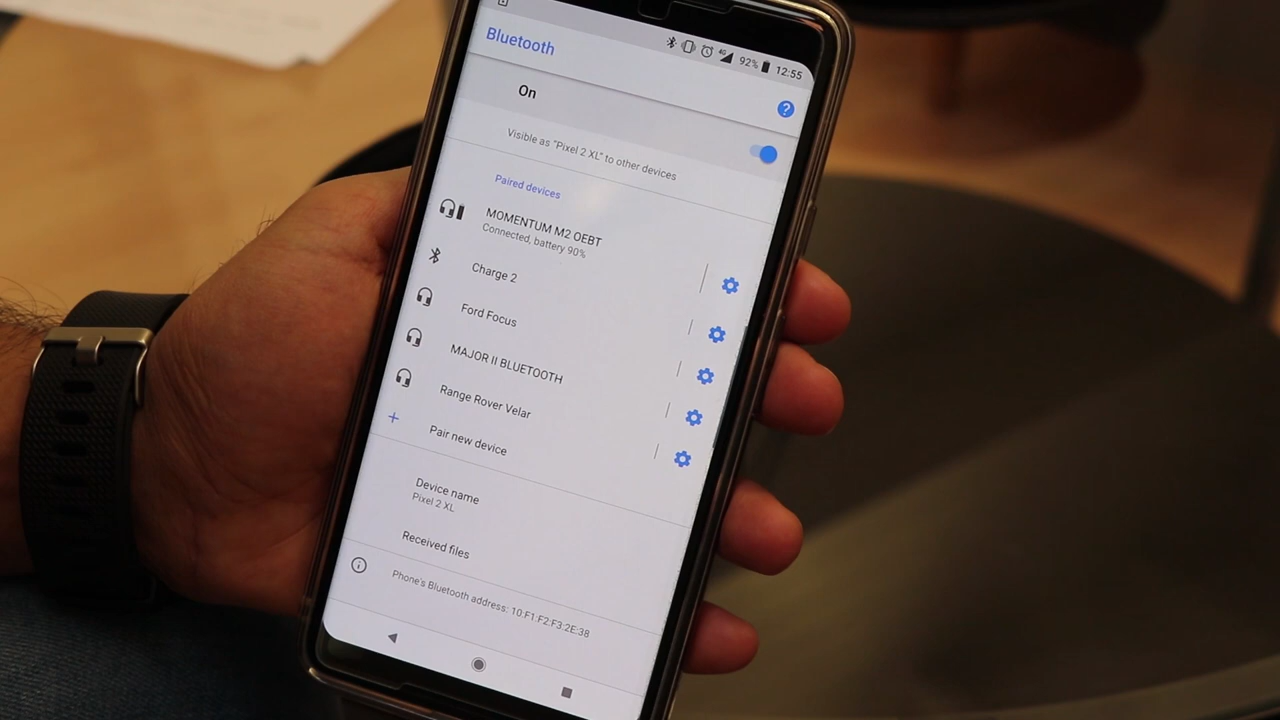 4G 92% 12:55
Bluetooth
?
On
Visible as "Pixel 2 XL" to other devices
Paired devices
MOMENTUM M2 OEBT
Connected, battery 90%
Charge 2
Ford Focus
MAJOR II BLUETOOTH
Range Rover Velar
Pair new device
Device name
Pixel 2 XL
Received files
Phone's Bluetooth address: 10:F1:F2:F3:2E:38